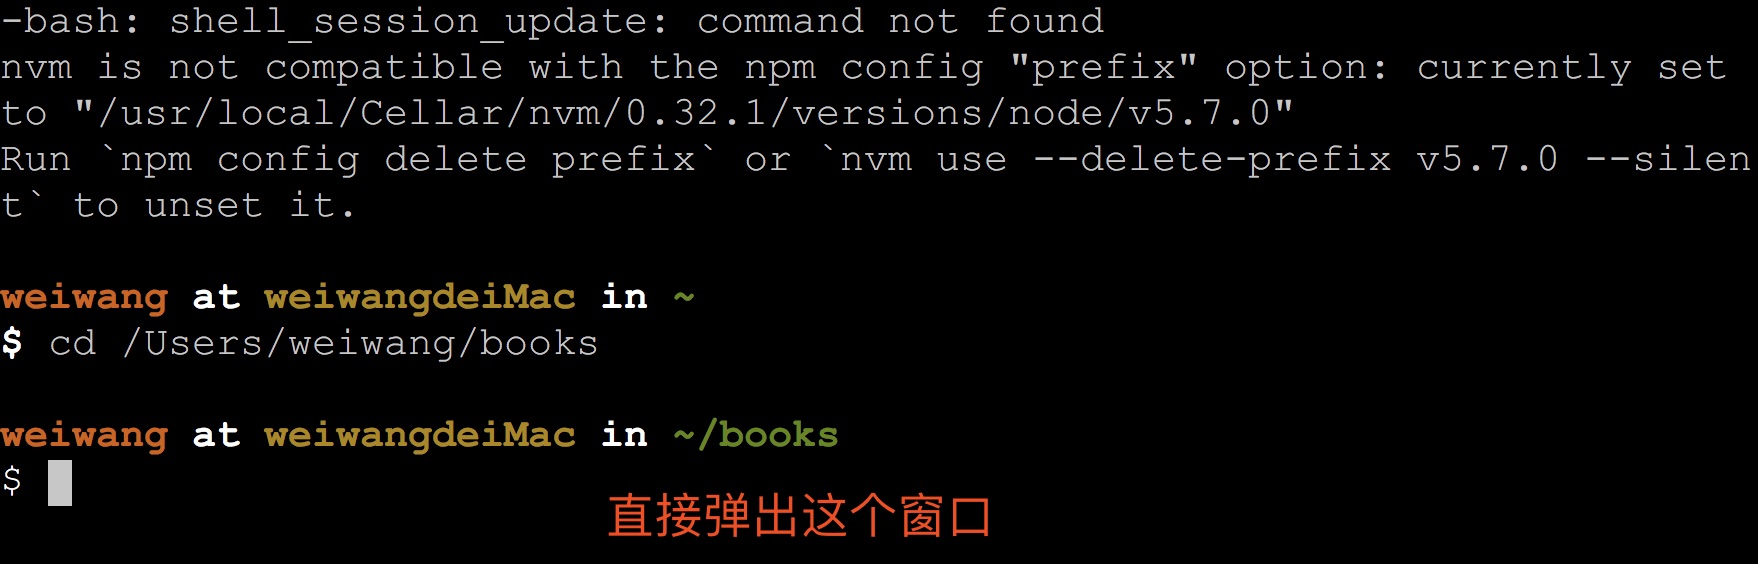 -bash: shell_session_update: command not found
nvm is not compatible with the npm config "prefix" option: currently set
to "/usr/local/Cellar/nvm/0.32.1/versions/node/v5.7.0"
Run `npm config delete prefix` or `nvm use --delete-prefix v5.7.0 --silen
t` to unset it.
weiwang at weiwangdeiMac in ~
$ cd /Users/weiwang/books
weiwang at weiwangdeiMac in ~/books
$
直接弹出这个窗口